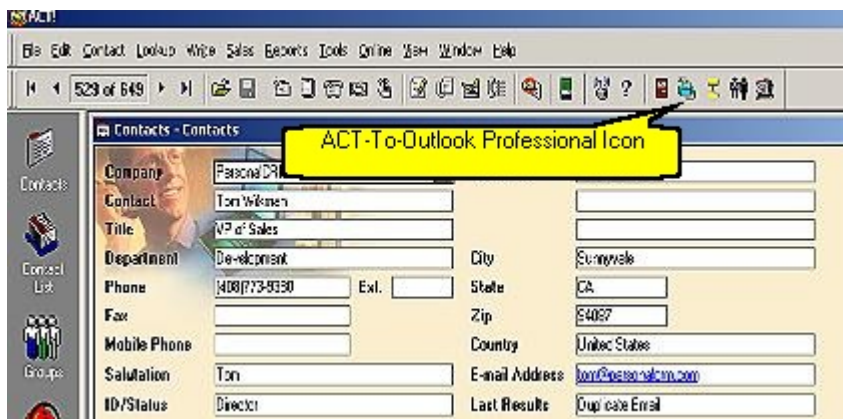 ACT!
File Edit Contact Lookup Write Sales Reports Tools Online View Window Help
529 of 649
Contacts - Contacts
ACT-To-Outlook Professional Icon
Contacts
Contact List
Groups
Company
Contact Tom Wikman
Title VP of Sales
Department Development City Sunnyvale
Phone (408)773-9330 Ext. State CA
Fax Zip 94087
Mobile Phone Country United States
Salutation Tom E-mail Address tom@personalcrm.com
ID/Status Director Last Results Duplicate Email